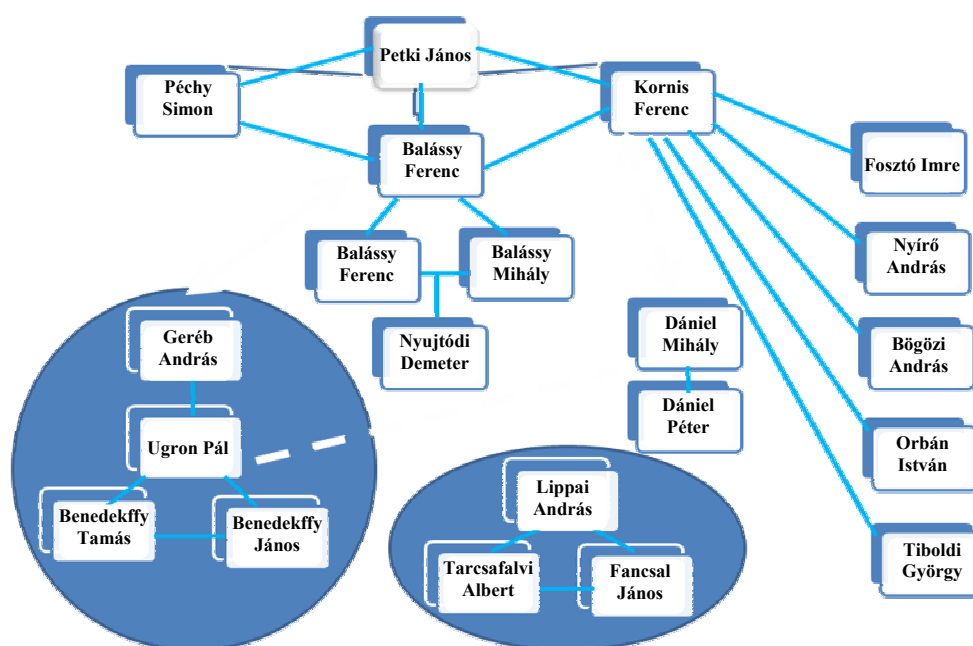 Petki János
Péchy
Simon
Kornis
Ferenc
Balássy
Ferenc
Fosztó Imre
Balássy
Ferenc
Balássy
Mihály
Nyírő
András
Nyujtódi
Demeter
Dániel
Mihály
Bögözi
András
Geréb
András
Dániel
Péter
Ugron Pál
Orbán
István
Lippai
András
Benedekffy
Tamás
Benedekffy
János
Tarcsafalvi
Albert
Fancsal
János
Tiboldi
György